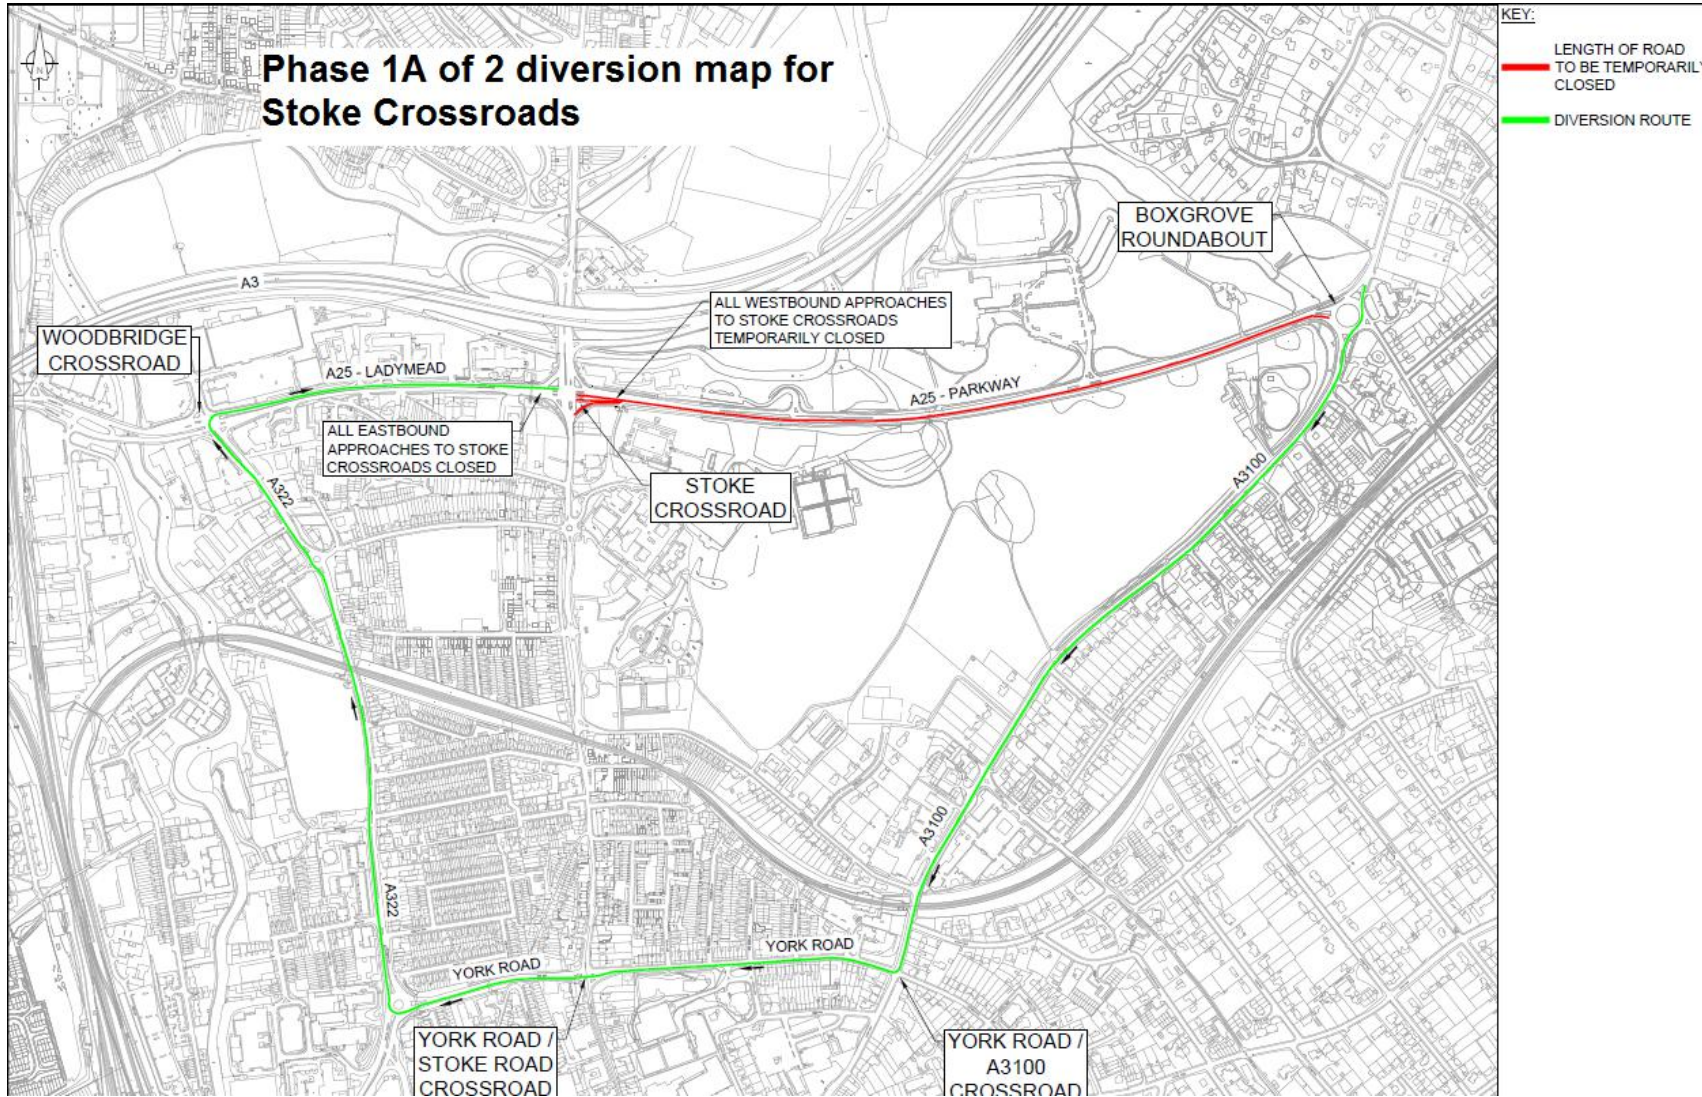 Phase 1A of 2 diversion map for
Stoke Crossroads
N
KEY:
LENGTH OF ROAD
TO BE TEMPORARILY
CLOSED
DIVERSION ROUTE
BOXGROVE
ROUNDABOUT
A3
ALL WESTBOUND APPROACHES
TO STOKE CROSSROADS
TEMPORARILY CLOSED
WOODBRIDGE
CROSSROAD
A25 - LADYMEAD
A25 - PARKWAY
ALL EASTBOUND
APPROACHES TO STOKE
CROSSROADS CLOSED
STOKE
CROSSROAD
A322
A3100
A3100
A322
YORK ROAD
YORK ROAD
YORK ROAD /
STOKE ROAD
CROSSROAD
YORK ROAD /
A3100
CROSSROAD